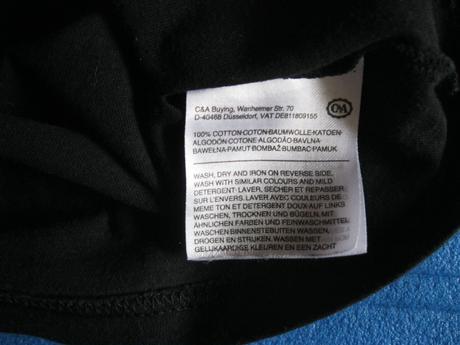 C&A Buying, Wanheimer Str. 70
D-40468 Düsseldorf, VAT DE811809155
C&A
100% COTTON-COTON-BAUMWOLLE-KATOEN-
ALGODÓN-COTONE-ALGODÃO-BAVLNA-
BAWEŁNA-PAMUT-BOMBAŽ-BUMBAC-PAMUK
WASH, DRY AND IRON ON REVERSE SIDE,
WASH WITH SIMILAR COLOURS AND MILD
DETERGENT-LAVER, SECHER ET REPASSER
SUR L'ENVERS. LAVER AVEC COULEURS DE
MEME TON ET DETERGENT DOUX-AUF LINKS
WASCHEN, TROCKNEN UND BÜGELN, MIT
ÄHNLICHEN FARBEN UND FEINWASCHMITTEL
WASCHEN-BINNENSTEBUITEN WASSEN,
DROGEN EN STRIJKEN, WASSEN MET
GELIJKAARDIGE KLEUREN EN EEN ZACHT